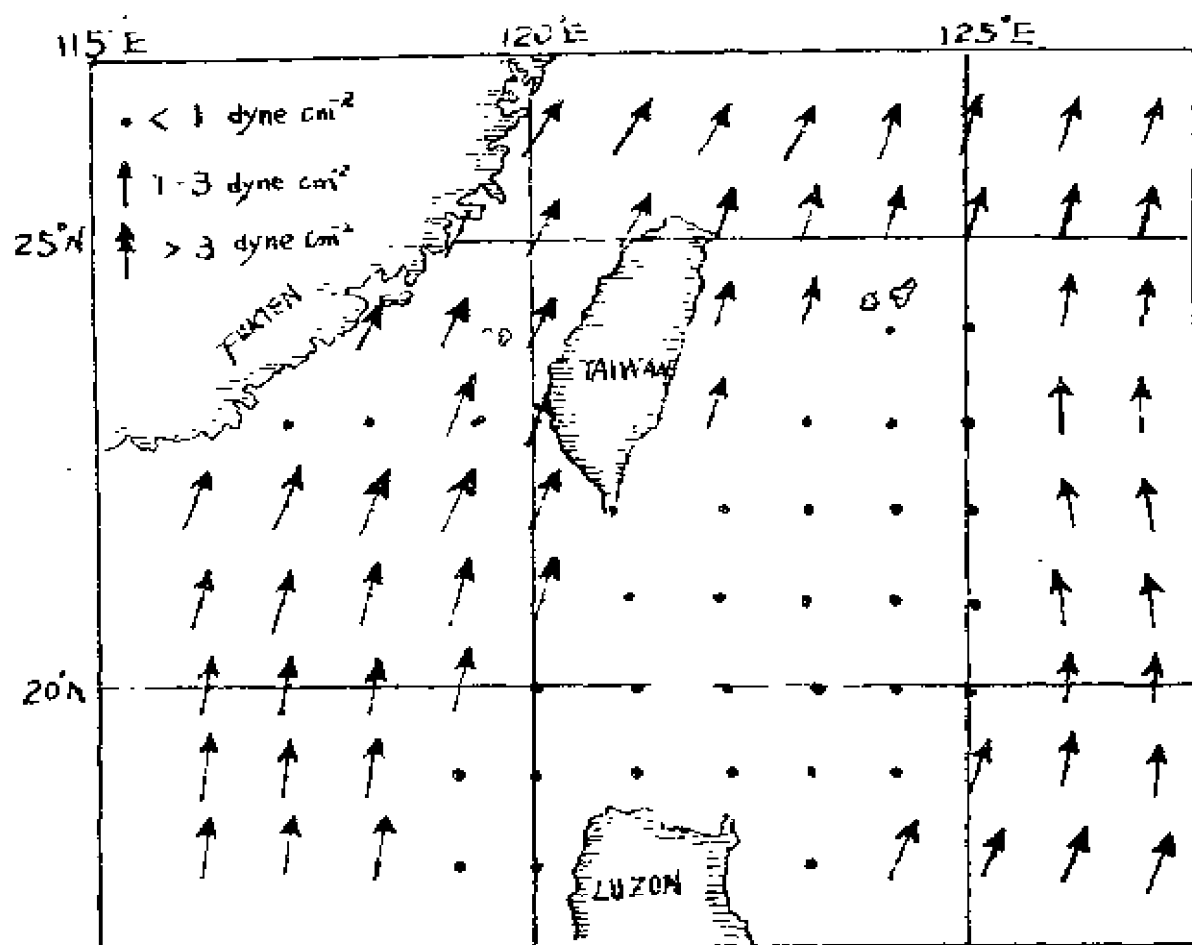 115°E 120°E 125°E
• < 1 dyne cm⁻²
1-3 dyne cm⁻²
25°N
> 3 dyne cm⁻²
FUKIEN
TAIWAN
20°N
LUZON